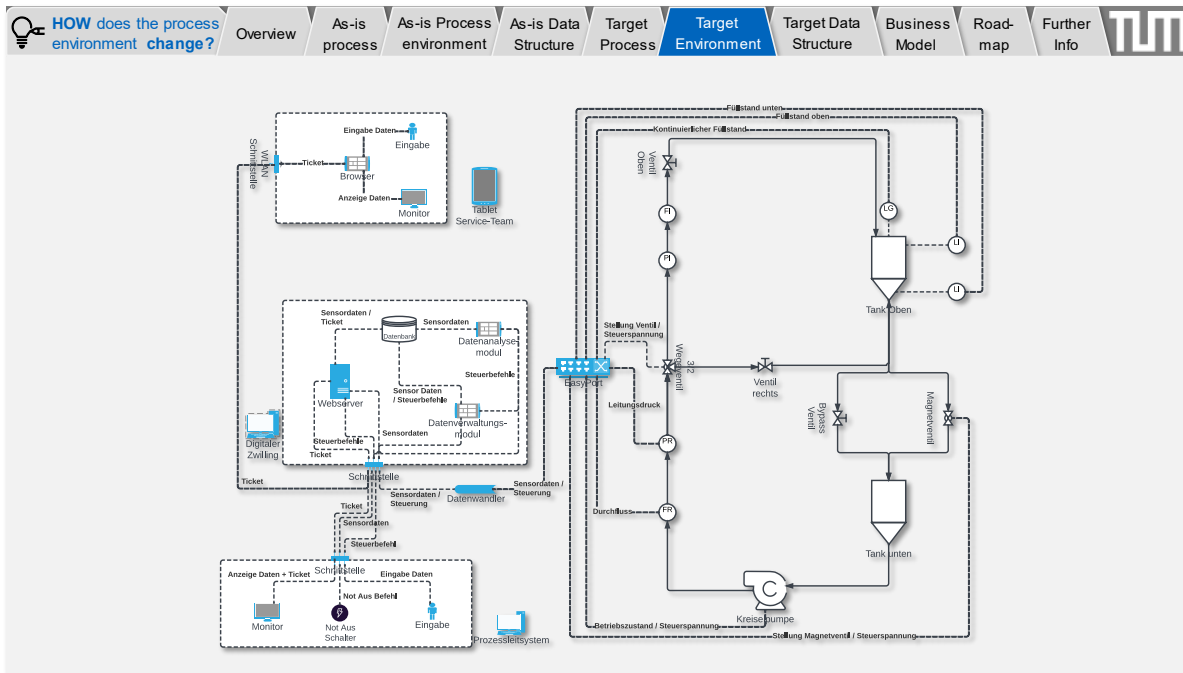 HOW does the process
environment change?
Overview
As-is
process
As-is Process
environment
As-is Data
Structure
Target
Process
Target
Environment
Target Data
Structure
Business
Model
Road-
map
Further
Info
TUM
Füllstand unten
Füllstand oben
Kontinuierlicher Füllstand
Eingabe Daten
Eingabe
WLAN
Schnittstelle
Ticket
Browser
Anzeige Daten
Monitor
Tablet
Service-Team
Ventil
Oben
FI
LG
PI
LI
LI
Tank Oben
Sensordaten /
Ticket
Sensordaten
Datenbank
Datenanalyse-
modul
Stellung Ventil /
Steuerspannung
Steuerbefehle
EasyPort
3/2
Wegeventil
Ventil
rechts
Webserver
Sensor Daten
/ Steuerbefehle
Leitungsdruck
Bypass
Ventil
Magnetventil
Datenverwaltungs-
modul
Sensordaten
Steuerbefehle
Ticket
Digitaler
Zwilling
PR
Schnittstelle
Ticket
Sensordaten /
Steuerung
Datenwandler
Sensordaten /
Steuerung
Ticket
Sensordaten
Steuerbefehl
Durchfluss
FR
Tank unten
Schnittstelle
Anzeige Daten + Ticket
Eingabe Daten
Not Aus Befehl
Monitor
Not Aus
Schalter
Eingabe
Prozessleitsystem
C
Kreiselpumpe
Betriebszustand / Steuerspannung
Stellung Magnetventil / Steuerspannung